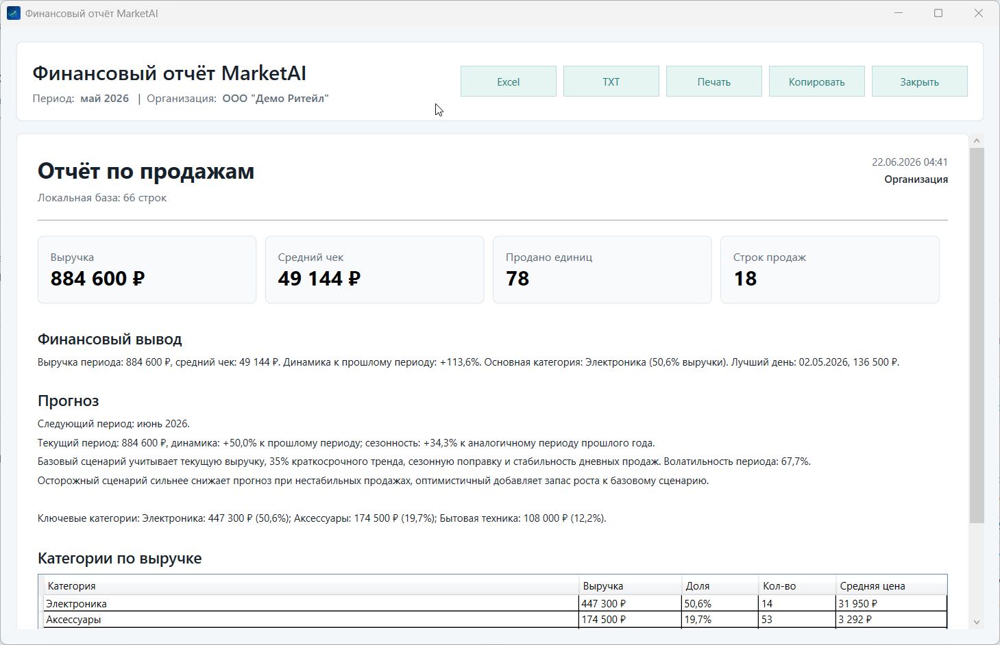 Финансовый отчёт MarketAI
Финансовый отчёт MarketAI
Период: май 2026 | Организация: ООО "Демо Ритейл"
Excel
TXT
Печать
Копировать
Закрыть
Отчёт по продажам
22.06.2026 04:41
Организация
Локальная база: 66 строк
Выручка
884 600 ₽
Средний чек
49 144 ₽
Продано единиц
78
Строк продаж
18
Финансовый вывод
Выручка периода: 884 600 ₽, средний чек: 49 144 ₽. Динамика к прошлому периоду: +113,6%. Основная категория: Электроника (50,6% выручки). Лучший день: 02.05.2026, 136 500 ₽.
Прогноз
Следующий период: июнь 2026.
Текущий период: 884 600 ₽, динамика: +50,0% к прошлому периоду; сезонность: +34,3% к аналогичному периоду прошлого года.
Базовый сценарий учитывает текущую выручку, 35% краткосрочного тренда, сезонную поправку и стабильность дневных продаж. Волатильность периода: 67,7%.
Осторожный сценарий сильнее снижает прогноз при нестабильных продажах, оптимистичный добавляет запас роста к базовому сценарию.
Ключевые категории: Электроника: 447 300 ₽ (50,6%); Аксессуары: 174 500 ₽ (19,7%); Бытовая техника: 108 000 ₽ (12,2%).
Категории по выручке
Категория Выручка Доля Кол-во Средняя цена
Электроника 447 300 ₽ 50,6% 14 31 950 ₽
Аксессуары 174 500 ₽ 19,7% 53 3 292 ₽